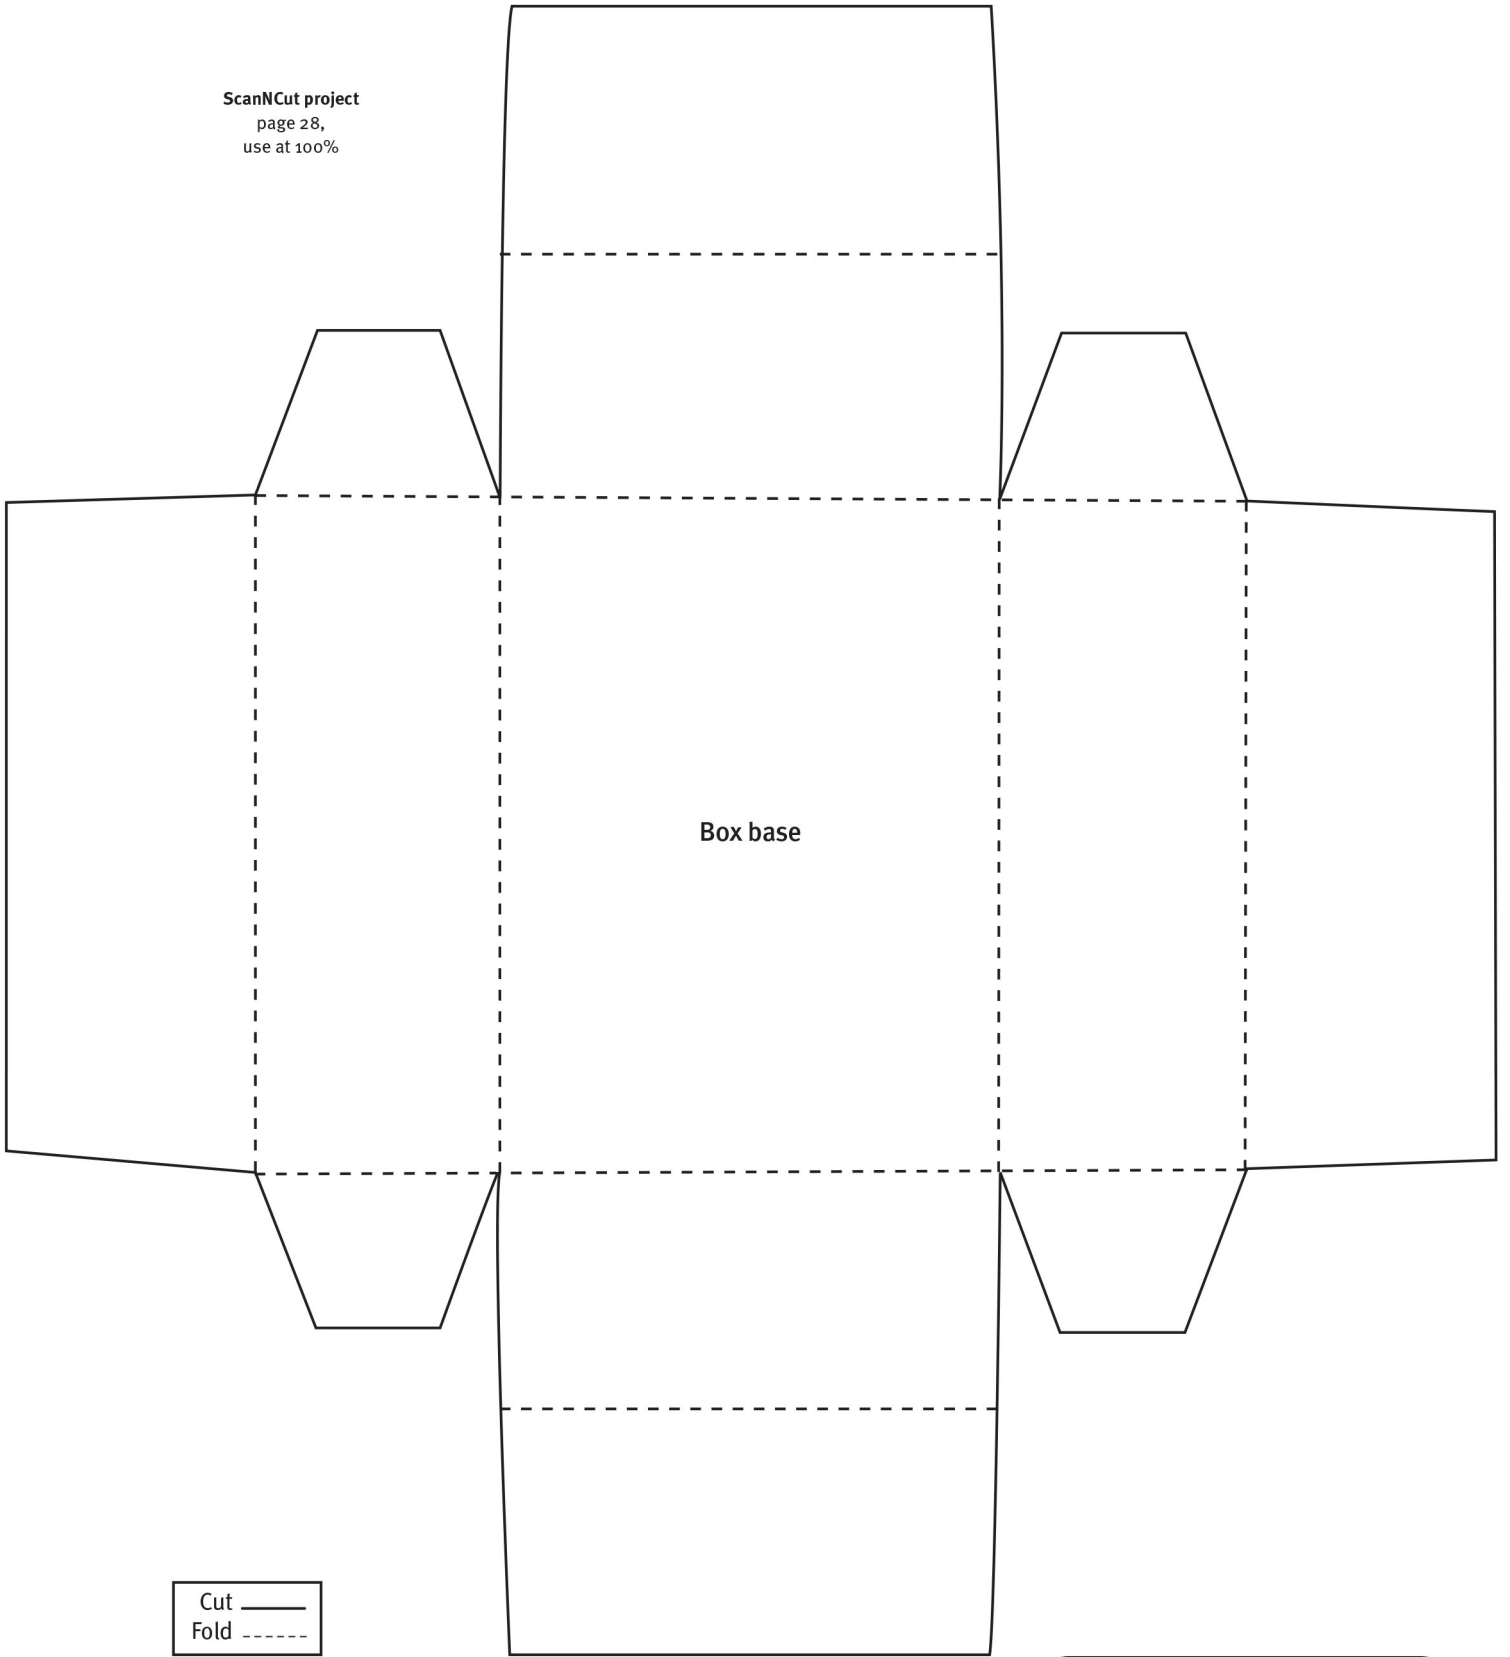 ScanNCut project
page 28,
use at 100%
Box base
Cut
Fold